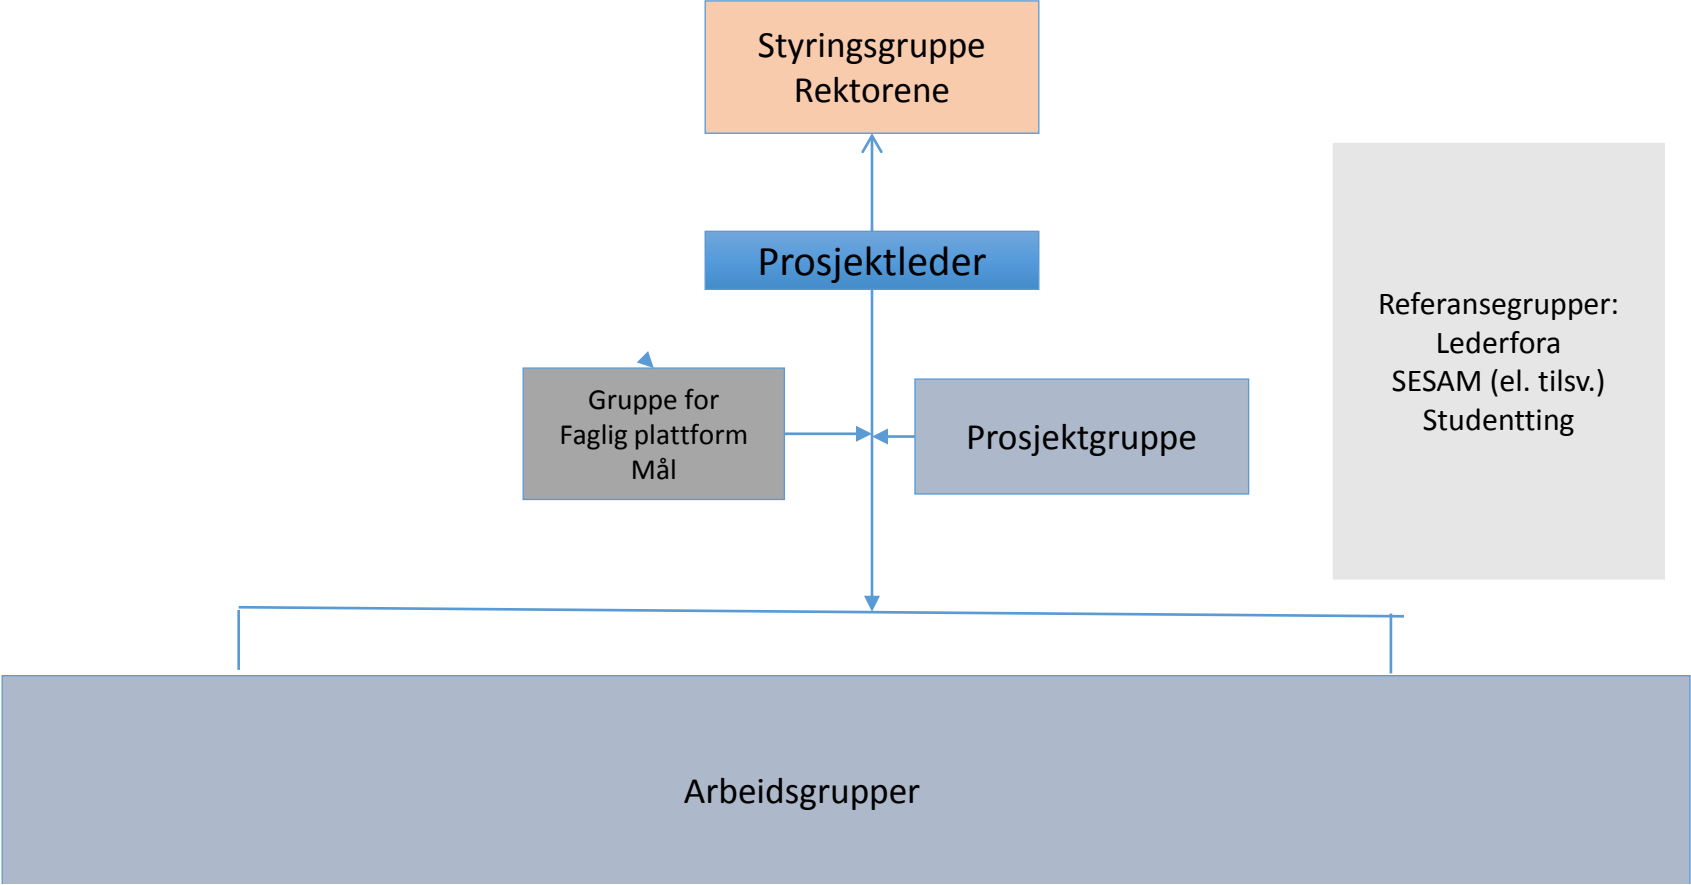 Styringsgruppe
Rektorene
Prosjektleder
Referansegrupper:
Lederfora
SESAM (el. tilsv.)
Studentting
Gruppe for
Faglig plattform
Mål
Prosjektgruppe
Arbeidsgrupper